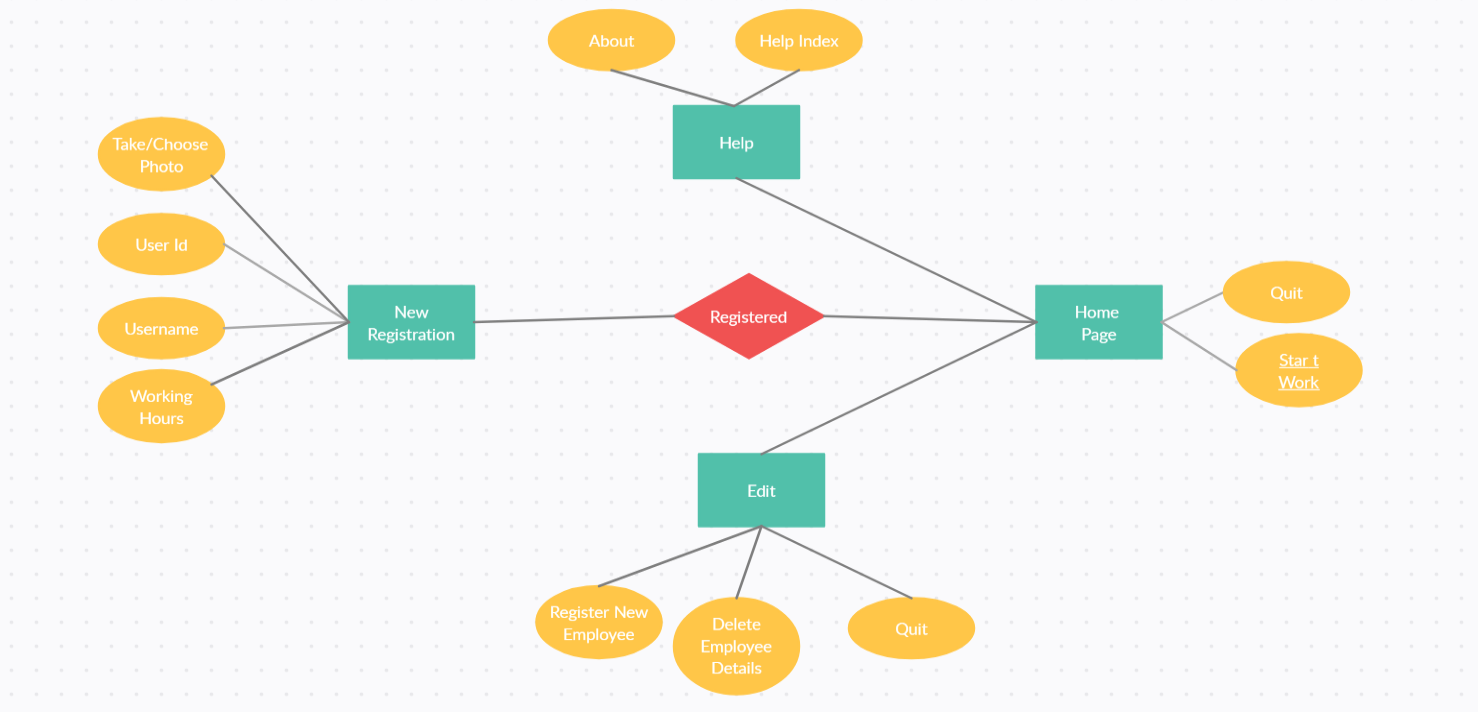 About
Help Index
Help
Take/Choose
Photo
User Id
Username
Working
Hours
New
Registration
Registered
Home
Page
Quit
Star t
Work
Edit
Register New
Employee
Delete
Employee
Details
Quit